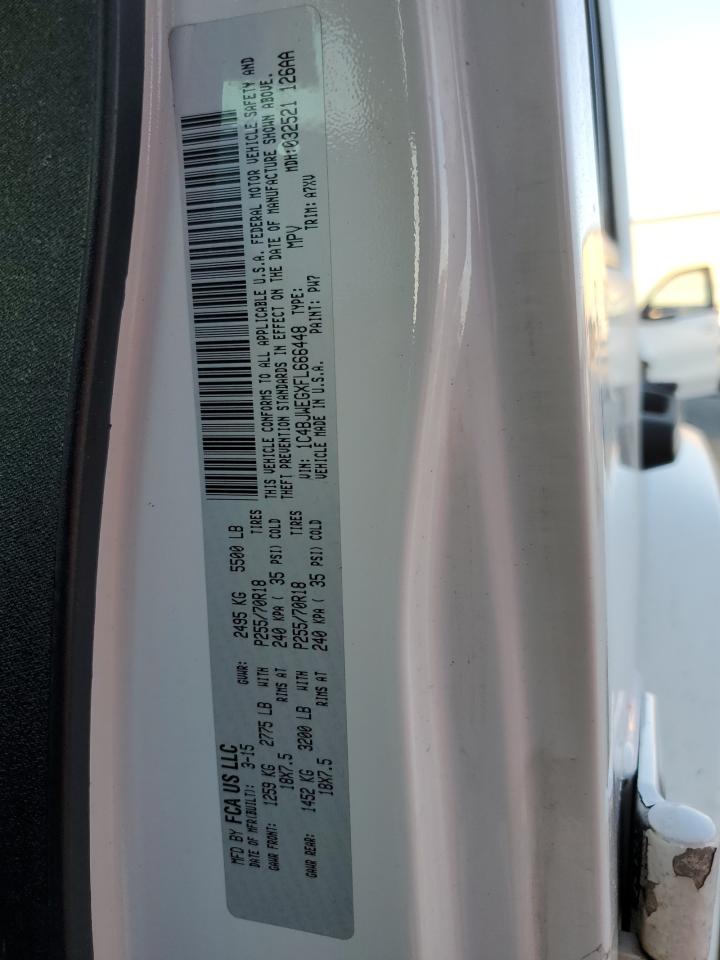 MFD BY FCA US LLC
DATE OF MFR(BUILT): 3-15 GVWR: 2495 KG 5500 LB
GAWR FRONT: 1259 KG 2775 LB WITH P255/70R18 TIRES
18X7.5 RIMS AT 240 KPA ( 35 PSI) COLD
GAWR REAR: 1452 KG 3200 LB WITH P255/70R18 TIRES
18X7.5 RIMS AT 240 KPA ( 35 PSI) COLD
THIS VEHICLE CONFORMS TO ALL APPLICABLE U.S.A. FEDERAL MOTOR VEHICLE SAFETY AND
THEFT PREVENTION STANDARDS IN EFFECT ON THE DATE OF MANUFACTURE SHOWN ABOVE.
VIN: 1C4BJWEGXFL666448 TYPE: MPV MDH:032521 126AA
VEHICLE MADE IN U.S.A. PAINT: PW7 TRIM: A7XV